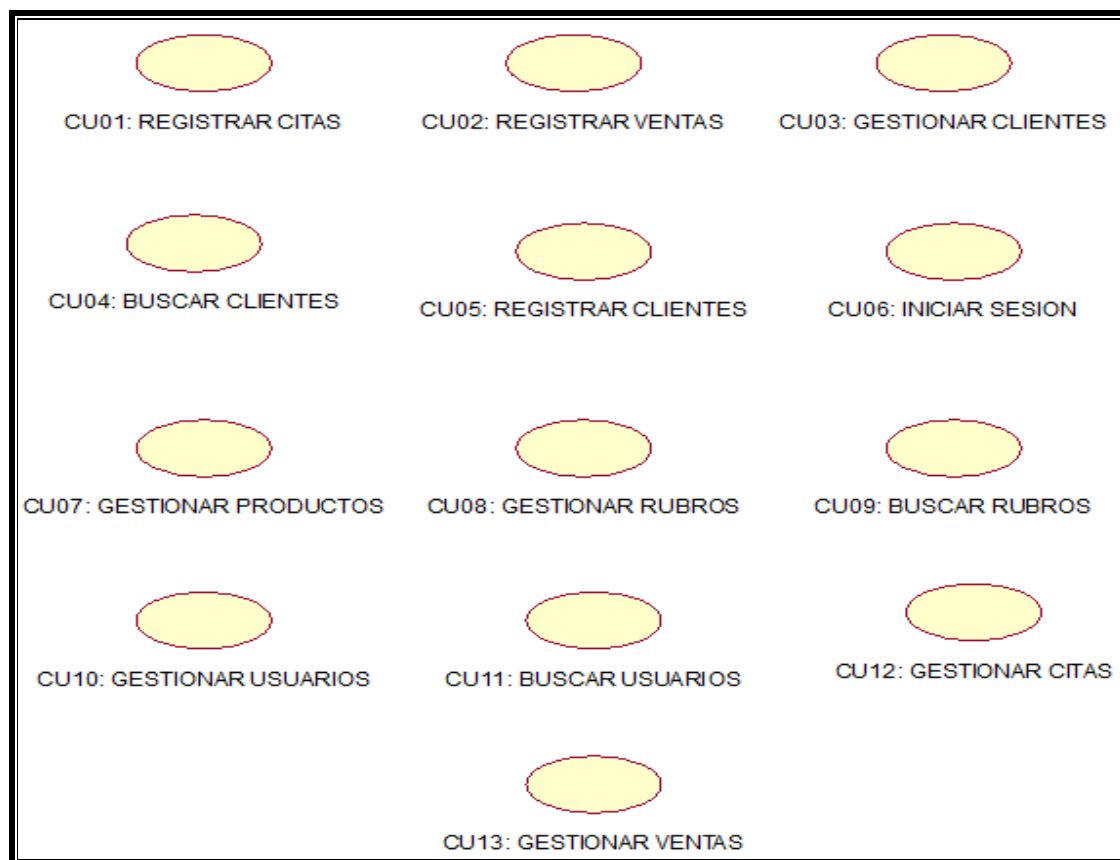 CU01: REGISTRAR CITAS
CU02: REGISTRAR VENTAS
CU03: GESTIONAR CLIENTES
CU04: BUSCAR CLIENTES
CU05: REGISTRAR CLIENTES
CU06: INICIAR SESION
CU07: GESTIONAR PRODUCTOS
CU08: GESTIONAR RUBROS
CU09: BUSCAR RUBROS
CU10: GESTIONAR USUARIOS
CU11: BUSCAR USUARIOS
CU12: GESTIONAR CITAS
CU13: GESTIONAR VENTAS